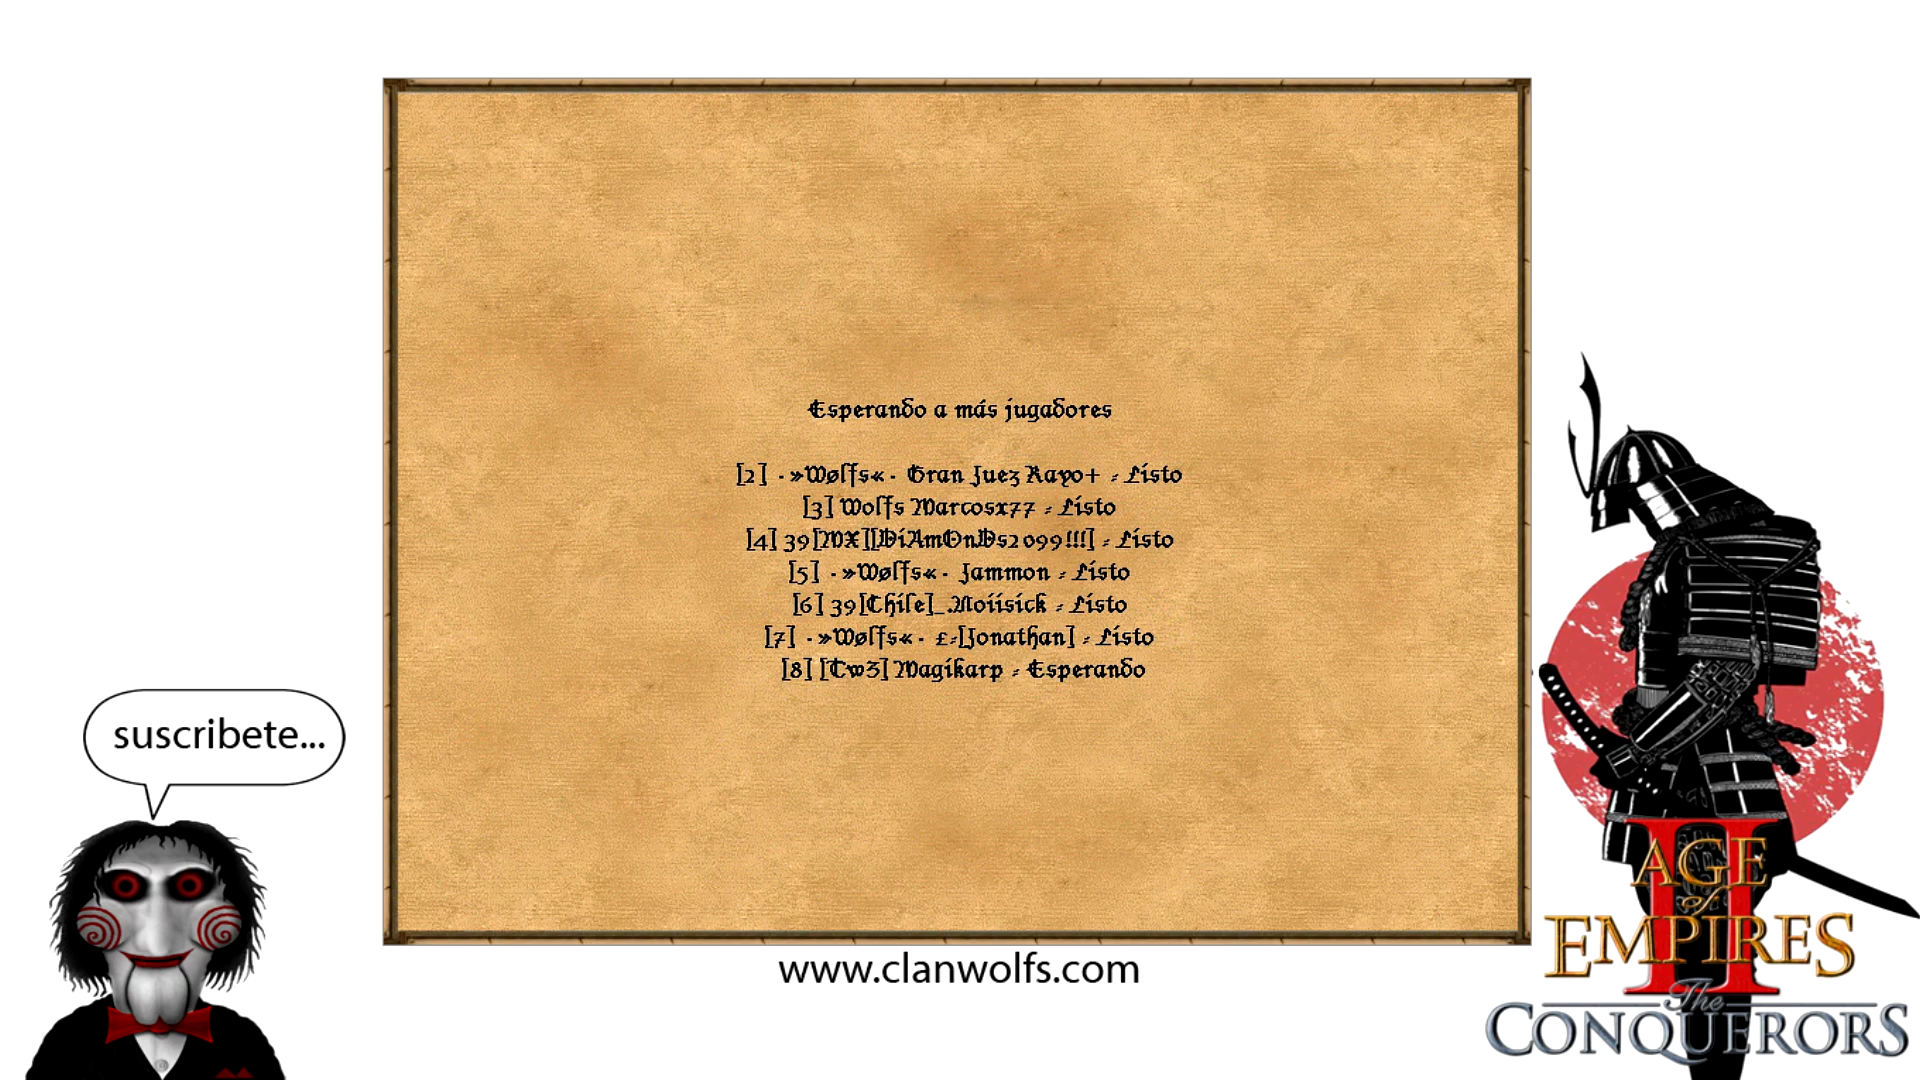 Esperando a más jugadores
[2] -»Wølfs«- Gran Juez Rayo+ - Listo
[3] Wolfs Marcosx77 - Listo
[4] 39[MX][DiAmOnDs2099!!!] - Listo
[5] -»Wølfs«- Jammon - Listo
[6] 39[Chile]_.Noiisick - Listo
[7] -»Wølfs«- £-[Jonathan] - Listo
[8] [Cw3] Magikarp - Esperando
suscribete...
www.clanwolfs.com
AGE
of
EMPIRES
II
The
CONQUERORS